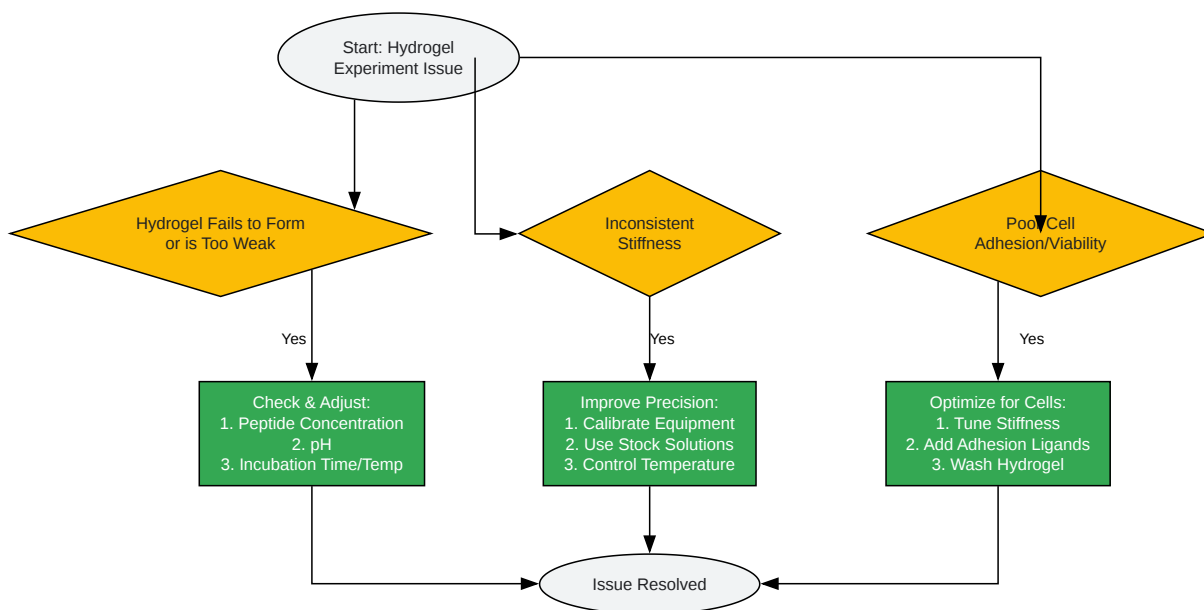 Start: Hydrogel
Experiment Issue
Hydrogel Fails to Form
or is Too Weak
Inconsistent
Stiffness
Poor Cell
Adhesion/Viability
Yes
Yes
Yes
Check & Adjust:
1. Peptide Concentration
2. pH
3. Incubation Time/Temp
Improve Precision:
1. Calibrate Equipment
2. Use Stock Solutions
3. Control Temperature
Optimize for Cells:
1. Tune Stiffness
2. Add Adhesion Ligands
3. Wash Hydrogel
Issue Resolved